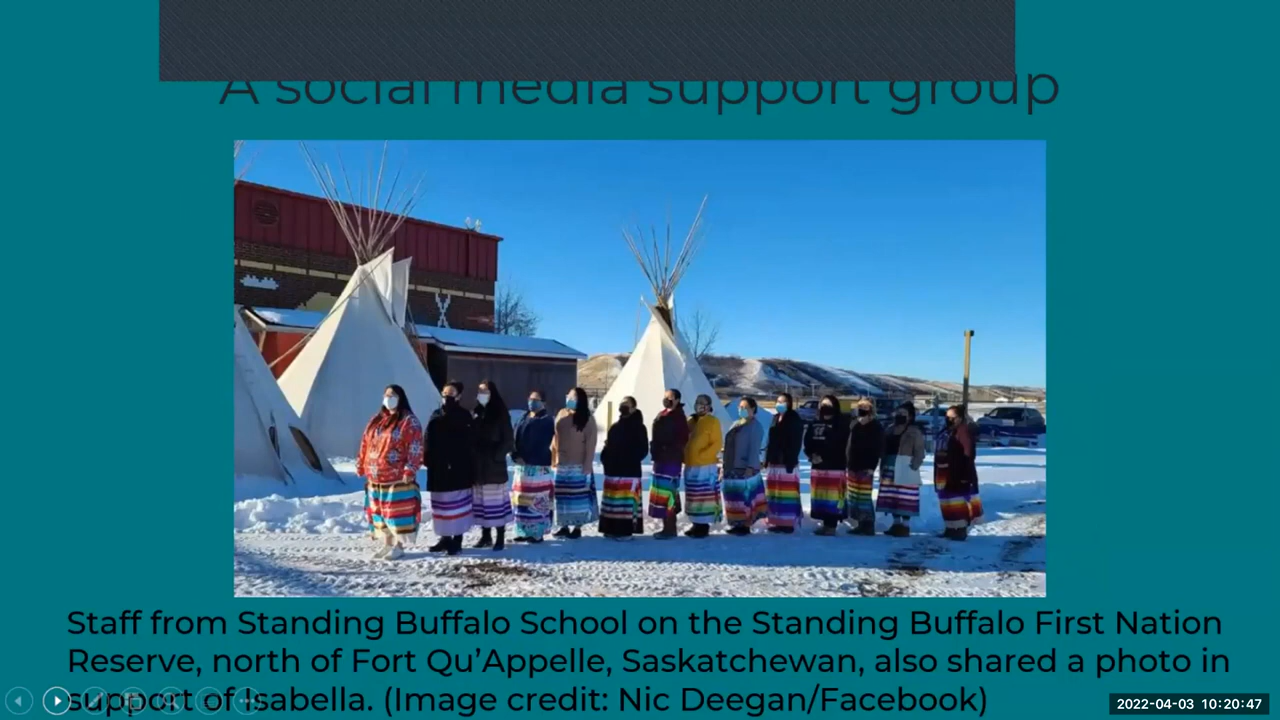 A social media support group
Staff from Standing Buffalo School on the Standing Buffalo First Nation
Reserve, north of Fort Qu’Appelle, Saskatchewan, also shared a photo in
support of Isabella. (Image credit: Nic Deegan/Facebook)
2022-04-03 10:20:47